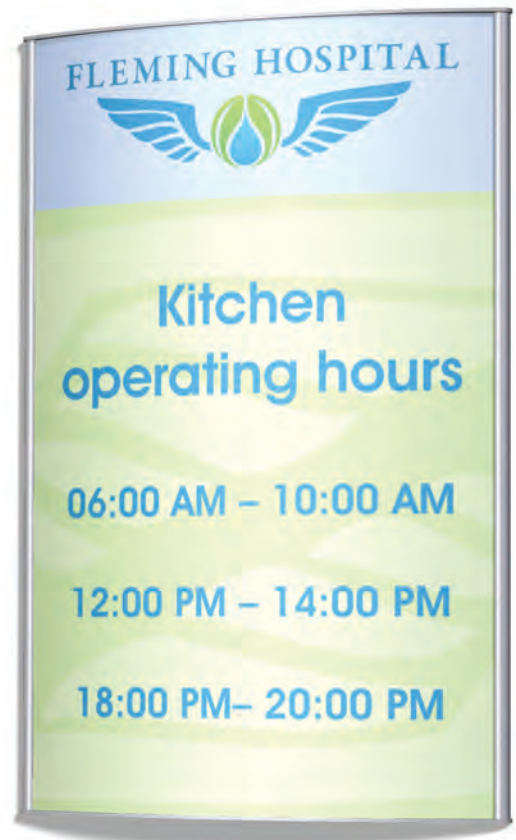 FLEMING HOSPITAL
Kitchen
operating hours
06:00 AM – 10:00 AM
12:00 PM – 14:00 PM
18:00 PM– 20:00 PM